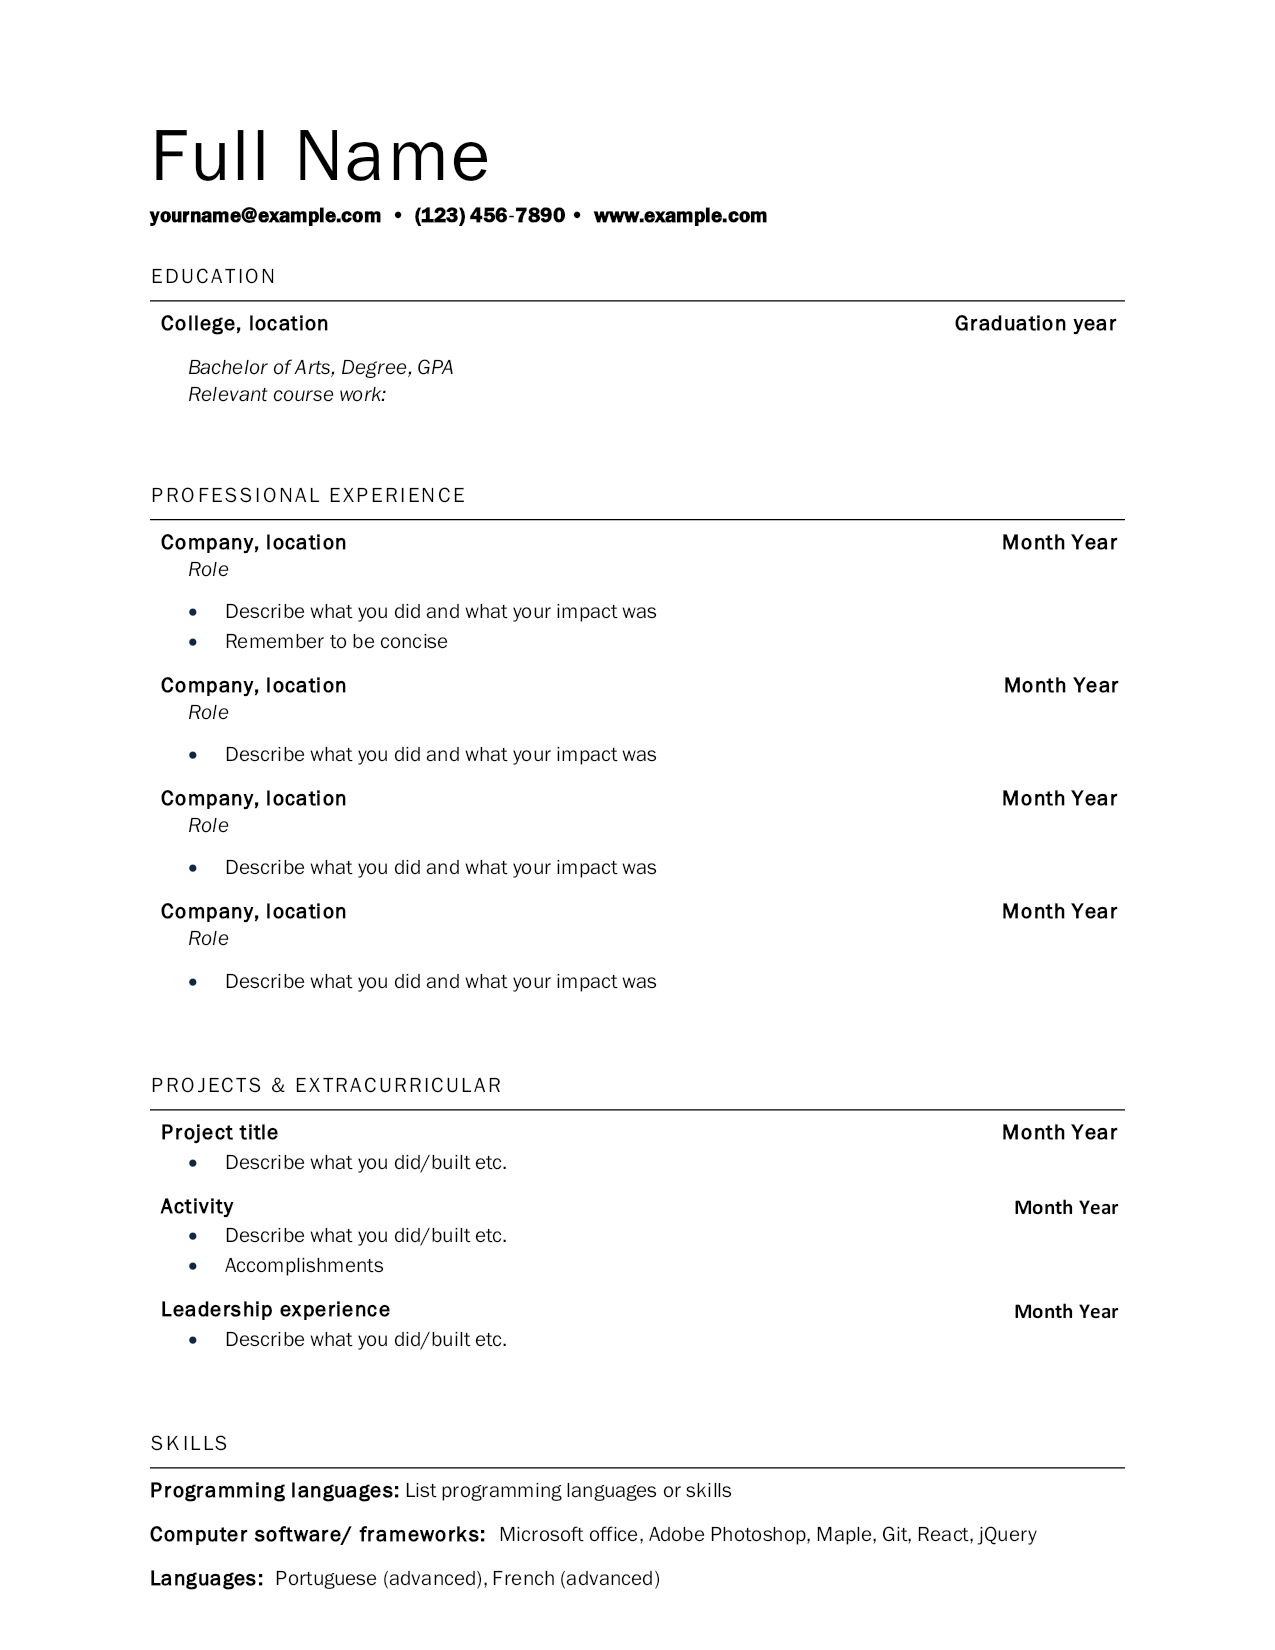 Full Name
yourname@example.com • (123) 456-7890 • www.example.com
EDUCATION
College, location Graduation year
Bachelor of Arts, Degree, GPA
Relevant course work:
PROFESSIONAL EXPERIENCE
Company, location Month Year
Role
• Describe what you did and what your impact was
• Remember to be concise
Company, location Month Year
Role
• Describe what you did and what your impact was
Company, location Month Year
Role
• Describe what you did and what your impact was
Company, location Month Year
Role
• Describe what you did and what your impact was
PROJECTS & EXTRACURRICULAR
Project title Month Year
• Describe what you did/built etc.
Activity Month Year
• Describe what you did/built etc.
• Accomplishments
Leadership experience Month Year
• Describe what you did/built etc.
SKILLS
Programming languages: List programming languages or skills
Computer software/ frameworks: Microsoft office, Adobe Photoshop, Maple, Git, React, jQuery
Languages: Portuguese (advanced), French (advanced)